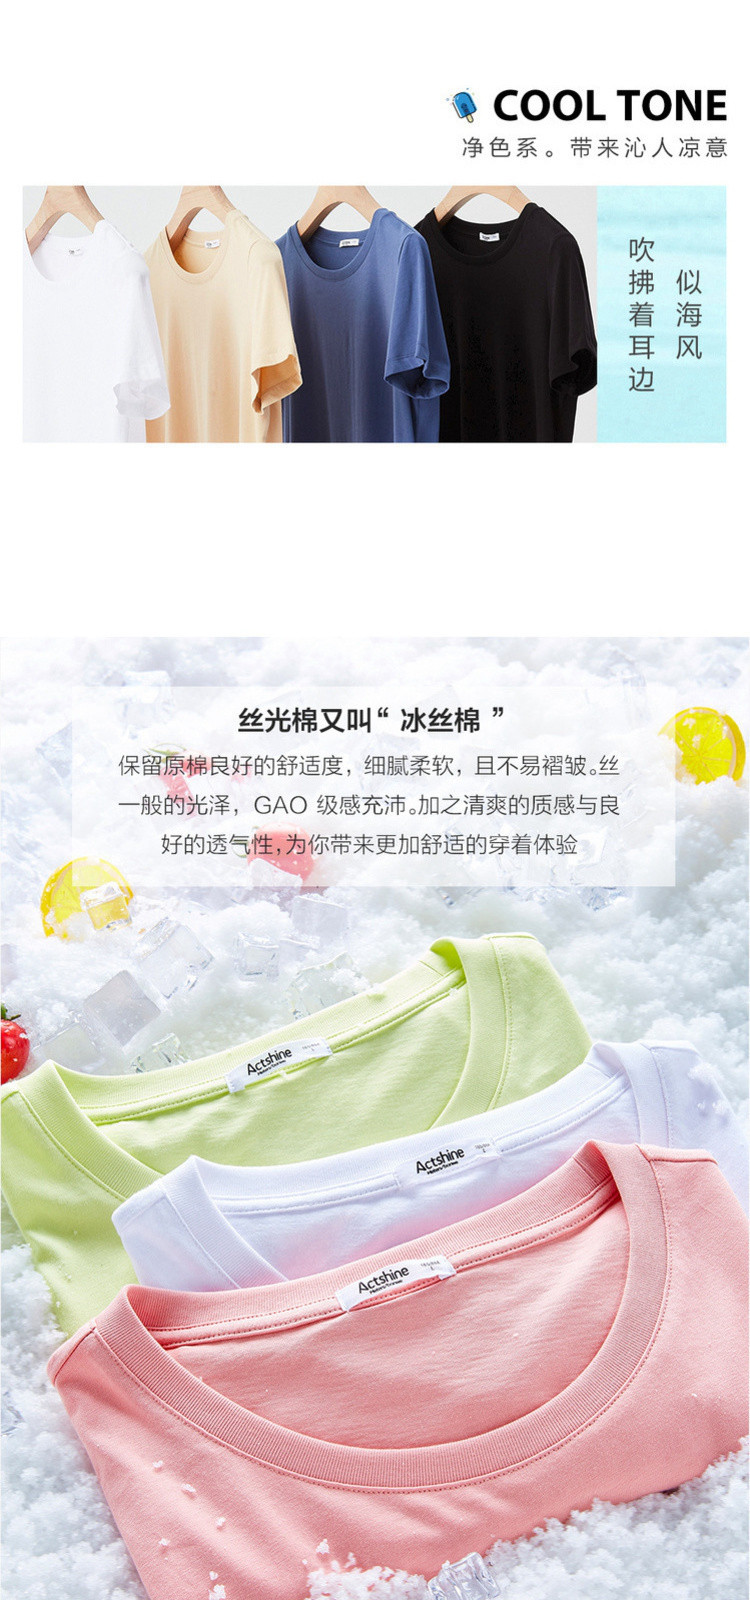 COOL TONE
净色系。带来沁人凉意
似海风
吹拂着耳边
丝光棉又叫“ 冰丝棉 ”
保留原棉良好的舒适度，细腻柔软，且不易褶皱。丝
一般的光泽，GAO 级感充沛。加之清爽的质感与良
好的透气性,为你带来更加舒适的穿着体验
Actshine
Actshine
Actshine